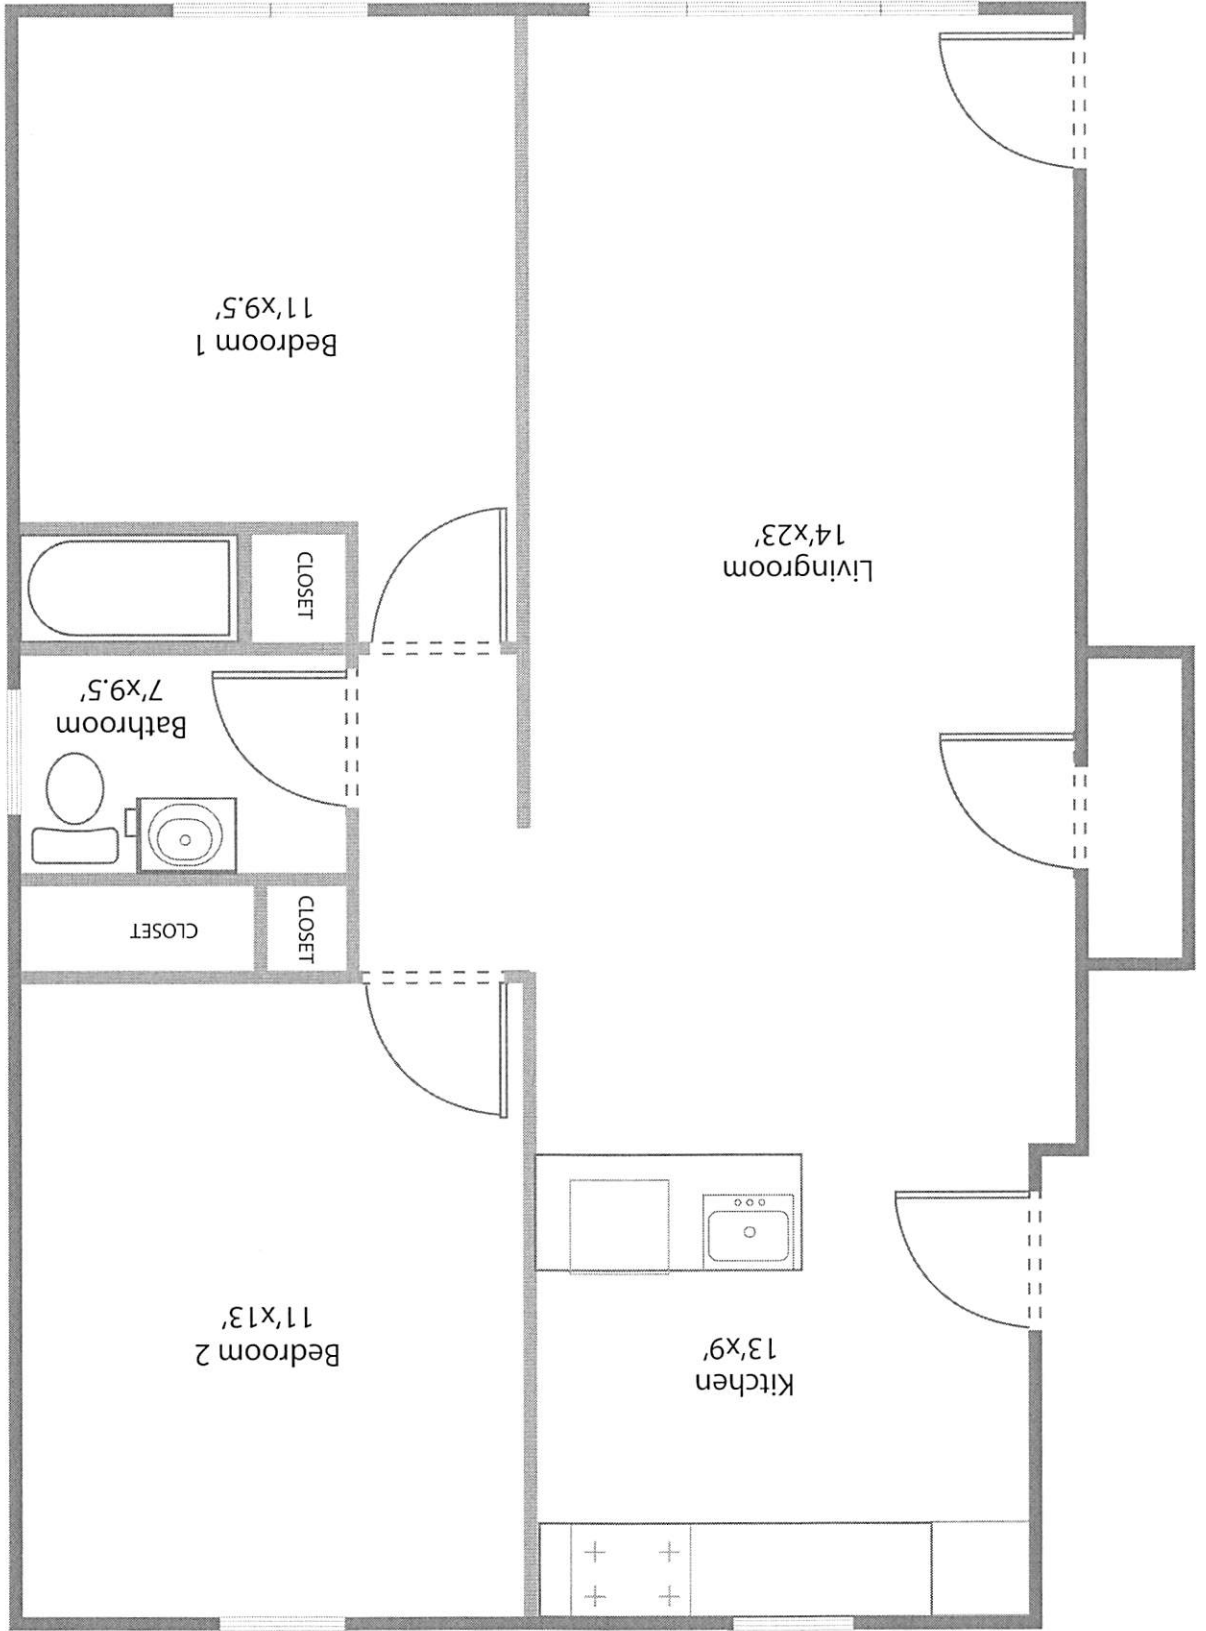 Kitchen
13'x9'
Bedroom 2
11'x13'
CLOSET
CLOSET
Bathroom
7'x9.5'
CLOSET
Livingroom
14'x23'
Bedroom 1
11'x9.5'